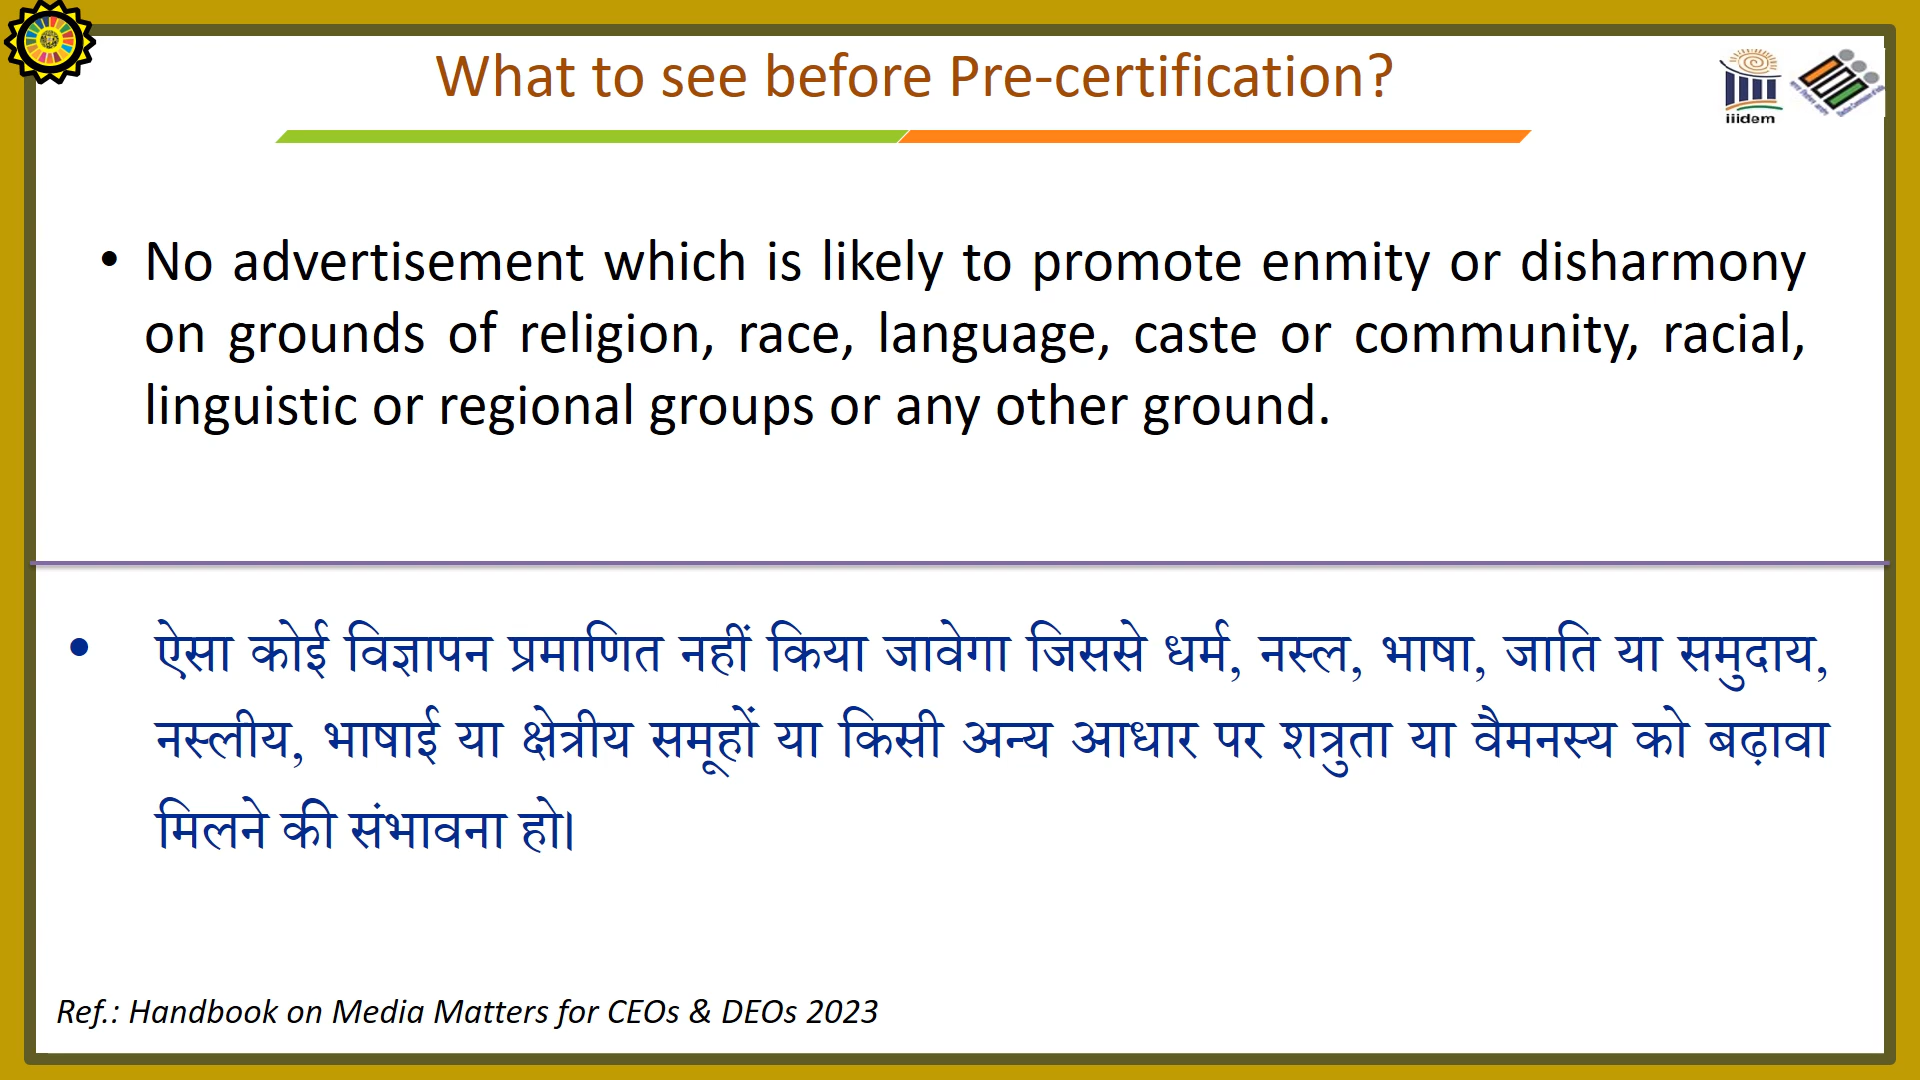 What to see before Pre-certification?
iiidem
• No advertisement which is likely to promote enmity or disharmony
on grounds of religion, race, language, caste or community, racial,
linguistic or regional groups or any other ground.
• ऐसा कोई विज्ञापन प्रमाणित नहीं किया जावेगा जिससे धर्म, नस्ल, भाषा, जाति या समुदाय,
नस्लीय, भाषाई या क्षेत्रीय समूहों या किसी अन्य आधार पर शत्रुता या वैमनस्य को बढ़ावा
मिलने की संभावना हो।
Ref.: Handbook on Media Matters for CEOs & DEOs 2023